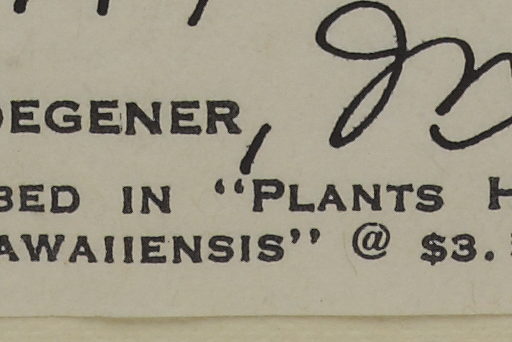 DEGENER,
BED IN "PLANTS H
AWAIIENSIS" @ $3.